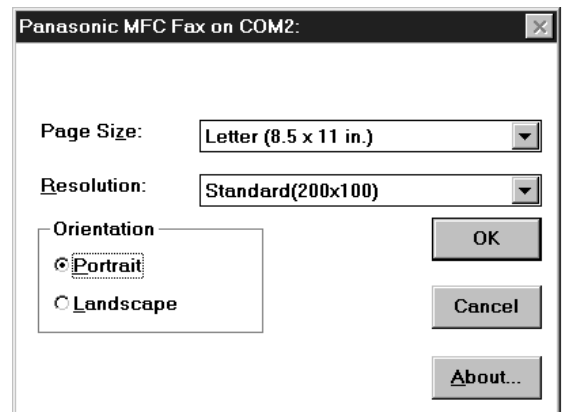 Panasonic MFC Fax on COM2:
Page Size:
Letter (8.5 x 11 in.)
Resolution:
Standard(200x100)
Orientation
Portrait
Landscape
OK
Cancel
About...